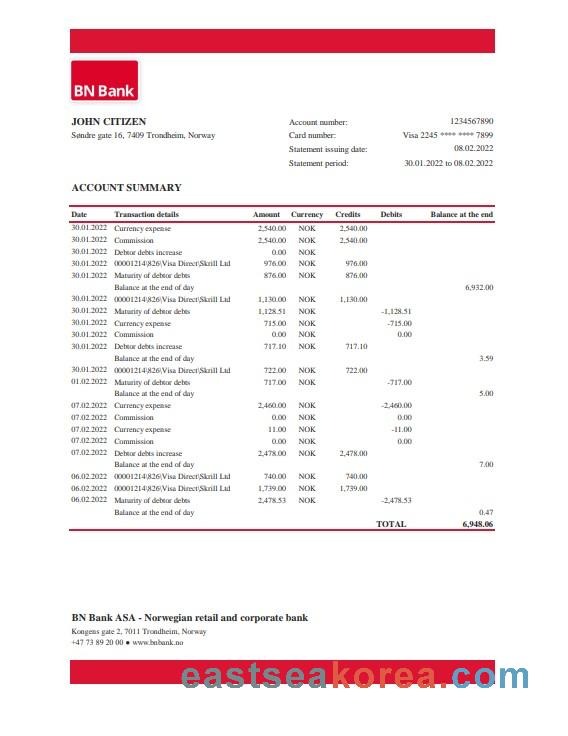 BN Bank
JOHN CITIZEN
Søndre gate 16, 7409 Trondheim, Norway
Account number: 1234567890
Card number: Visa 2245 **** **** 7899
Statement issuing date: 08.02.2022
Statement period: 30.01.2022 to 08.02.2022
ACCOUNT SUMMARY
Date Transaction details Amount Currency Credits Debits Balance at the end
30.01.2022 Currency expense 2,540.00 NOK 2,540.00
30.01.2022 Commission 2,540.00 NOK 2,540.00
30.01.2022 Debtor debts increase 0.00 NOK
30.01.2022 00001214\826\Visa Direct\Skrill Ltd 976.00 NOK 976.00
30.01.2022 Maturity of debtor debts 876.00 NOK 876.00
Balance at the end of day 6,932.00
30.01.2022 00001214\826\Visa Direct\Skrill Ltd 1,130.00 NOK 1,130.00
30.01.2022 Maturity of debtor debts 1,128.51 NOK -1,128.51
30.01.2022 Currency expense 715.00 NOK -715.00
30.01.2022 Commission 0.00 NOK 0.00
30.01.2022 Debtor debts increase 717.10 NOK 717.10
Balance at the end of day 3.59
30.01.2022 00001214\826\Visa Direct\Skrill Ltd 722.00 NOK 722.00
01.02.2022 Maturity of debtor debts 717.00 NOK -717.00
Balance at the end of day 5.00
07.02.2022 Currency expense 2,460.00 NOK -2,460.00
07.02.2022 Commission 0.00 NOK 0.00
07.02.2022 Currency expense 11.00 NOK -11.00
07.02.2022 Commission 0.00 NOK 0.00
07.02.2022 Debtor debts increase 2,478.00 NOK 2,478.00
Balance at the end of day 7.00
06.02.2022 00001214\826\Visa Direct\Skrill Ltd 740.00 NOK 740.00
06.02.2022 00001214\826\Visa Direct\Skrill Ltd 1,739.00 NOK 1,739.00
06.02.2022 Maturity of debtor debts 2,478.53 NOK -2,478.53
Balance at the end of day 0.47
TOTAL 6,948.06
BN Bank ASA - Norwegian retail and corporate bank
Kongens gate 2, 7011 Trondheim, Norway
+47 73 89 20 00 ● www.bnbank.no
eastseakorea.com